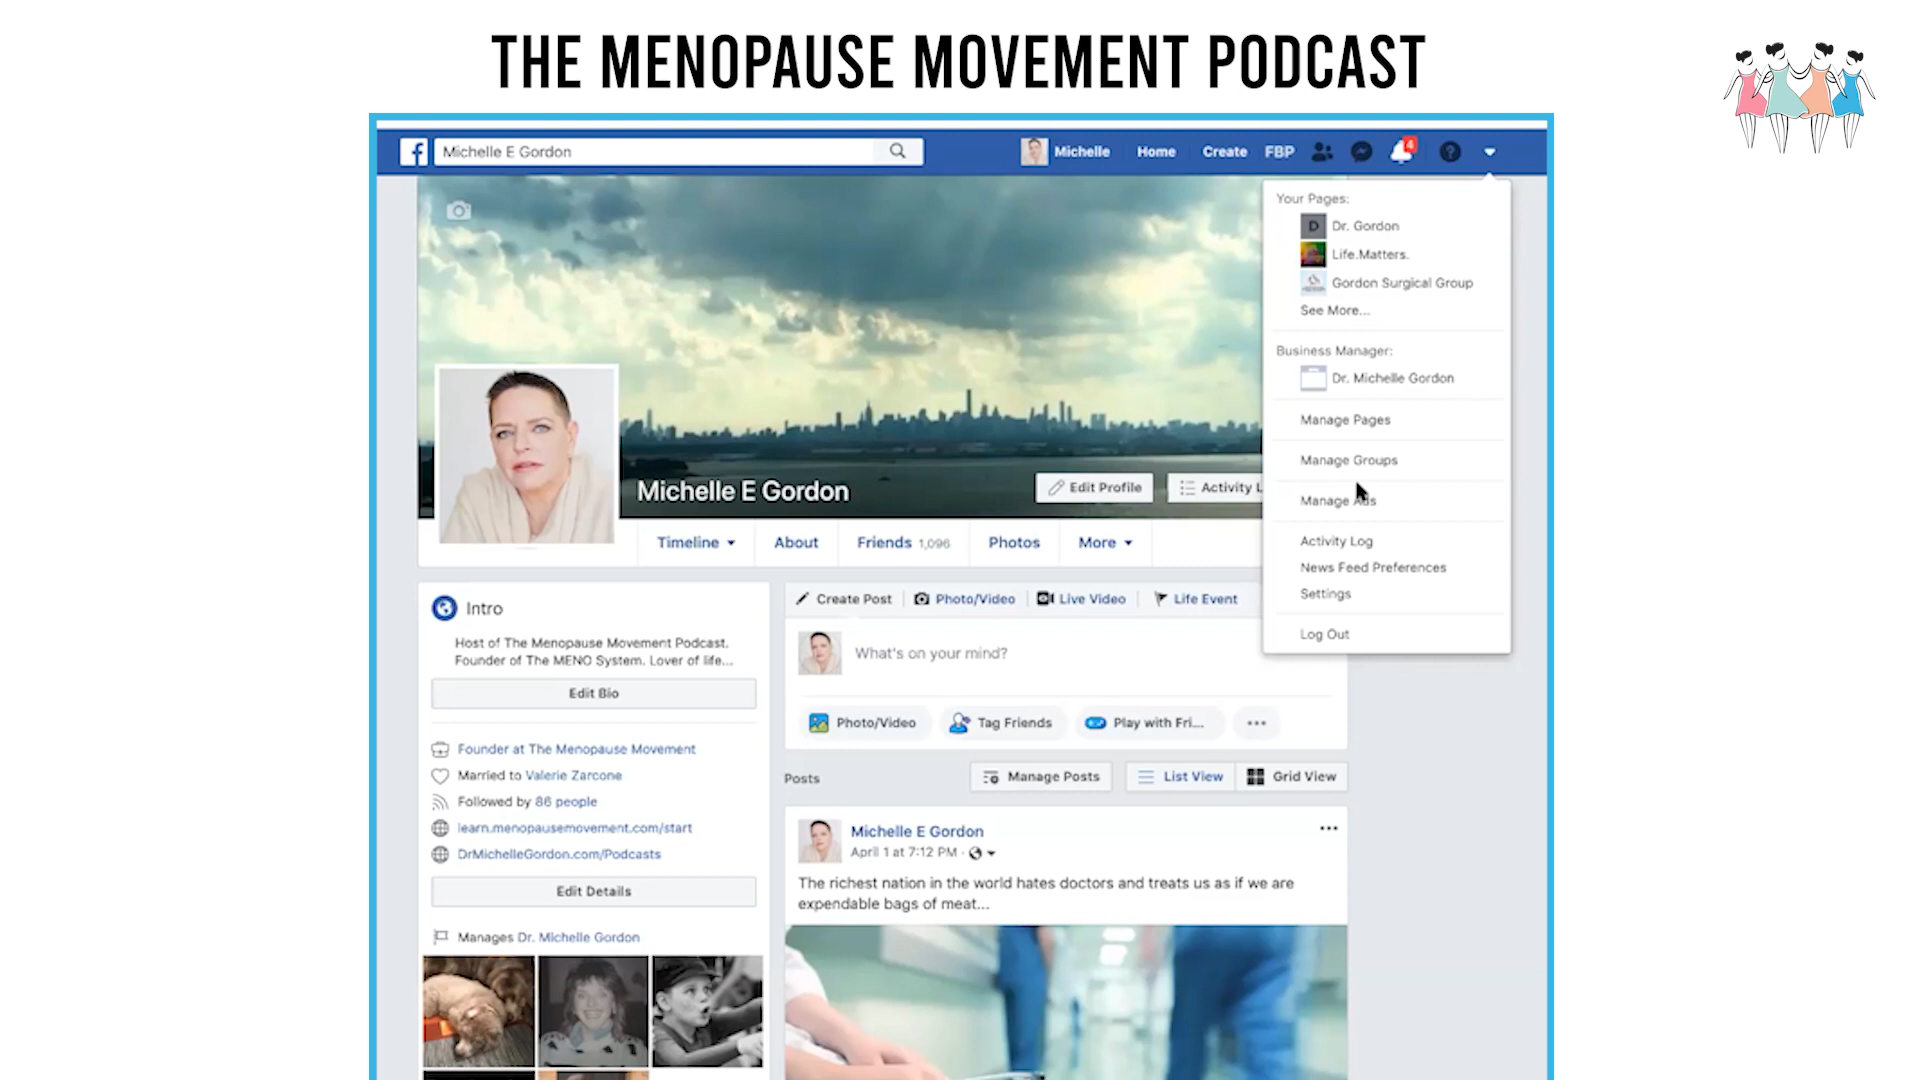 THE MENOPAUSE MOVEMENT PODCAST
Michelle E Gordon
Michelle
Home
Create
FBP
4
Your Pages:
D Dr. Gordon
Life.Matters.
Gordon Surgical Group
See More...
Business Manager:
Dr. Michelle Gordon
Manage Pages
Manage Groups
Manage Ads
Activity Log
News Feed Preferences
Settings
Log Out
Michelle E Gordon
Edit Profile
Activity L
Timeline
About
Friends 1,096
Photos
More
Intro
Host of The Menopause Movement Podcast.
Founder of The MENO System. Lover of life...
Edit Bio
Founder at The Menopause Movement
Married to Valerie Zarcone
Followed by 86 people
learn.menopausemovement.com/start
DrMichelleGordon.com/Podcasts
Edit Details
Manages Dr. Michelle Gordon
Create Post
Photo/Video
Live Video
Life Event
What's on your mind?
Photo/Video
Tag Friends
Play with Fri...
Posts
Manage Posts
List View
Grid View
Michelle E Gordon
April 1 at 7:12 PM
The richest nation in the world hates doctors and treats us as if we are
expendable bags of meat...